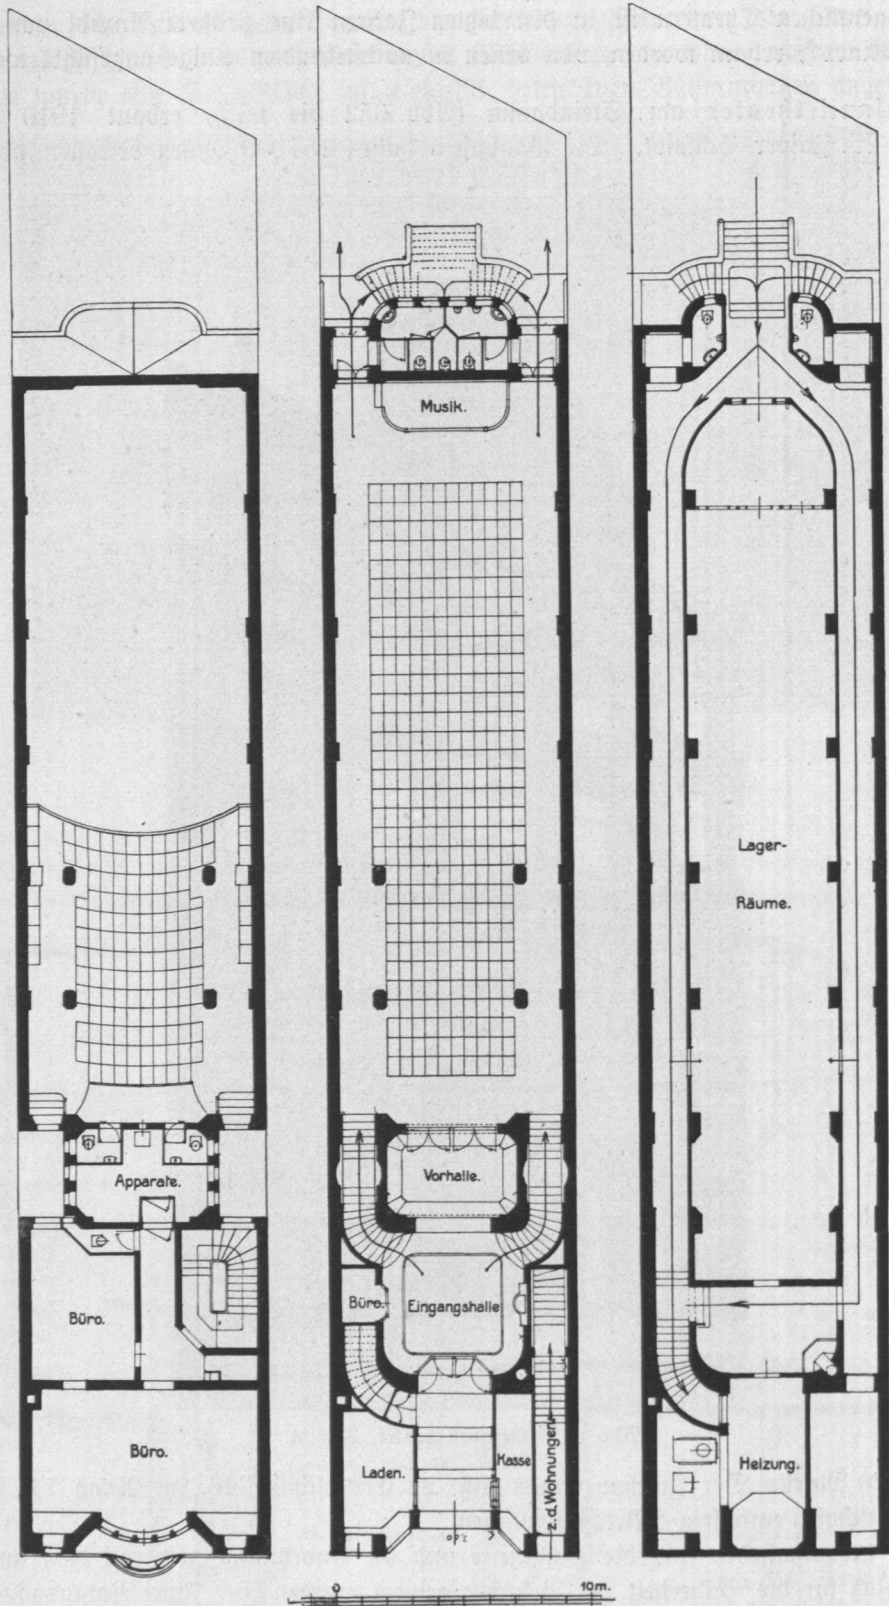 Musik.
Lager-
Räume.
Apparate.
Vorhalle.
Büro.
Büro.
Eingangshalle
Büro.
Laden.
Kasse
z.d.Wohnungen
Heizung.
0
10m.